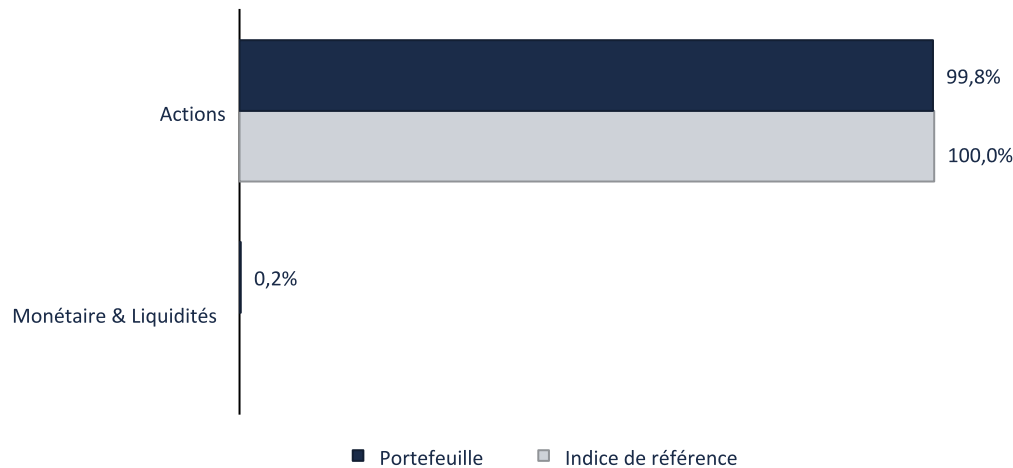 99,8%
Actions
100,0%
0,2%
Monétaire & Liquidités
Portefeuille
Indice de référence